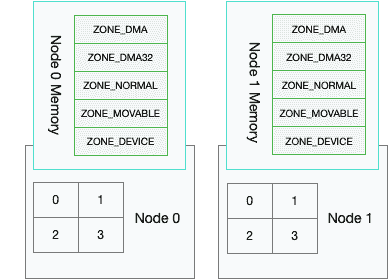 Node 0 Memory
ZONE_DMA
ZONE_DMA32
ZONE_NORMAL
ZONE_MOVABLE
ZONE_DEVICE
0 1
2 3
Node 0
Node 1 Memory
ZONE_DMA
ZONE_DMA32
ZONE_NORMAL
ZONE_MOVABLE
ZONE_DEVICE
0 1
2 3
Node 1